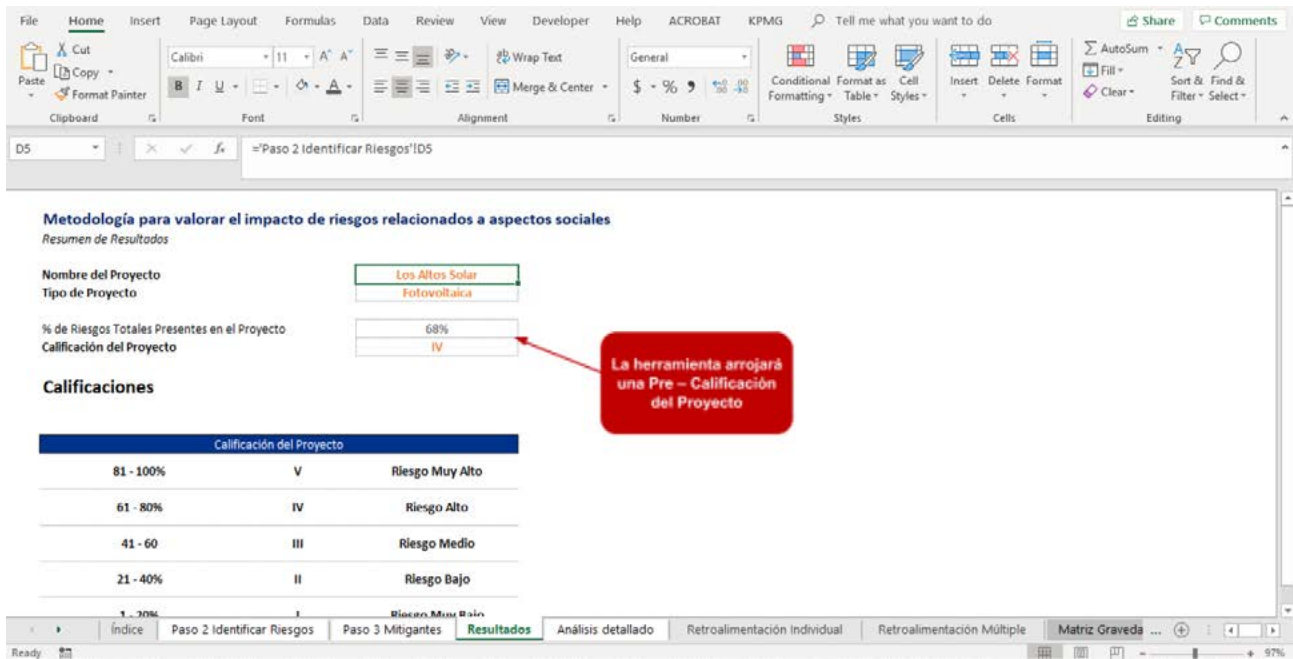 File Home Insert Page Layout Formulas Data Review View Developer Help ACROBAT KPMG Tell me what you want to do Share Comments
Cut
Copy
Format Painter
Paste
Clipboard
Calibri 11 A^ A˅
B I U A
Font
Wrap Text
Merge & Center
Alignment
General
$ % 9
Number
Conditional Formatting
Format as Table
Cell Styles
Styles
Insert Delete Format
Cells
AutoSum
Fill
Clear
Sort & Filter
Find & Select
Editing
D5 fx ='Paso 2 Identificar Riesgos'!D5
Metodología para valorar el impacto de riesgos relacionados a aspectos sociales
Resumen de Resultados
Nombre del Proyecto Los Altos Solar
Tipo de Proyecto Fotovoltaica
% de Riesgos Totales Presentes en el Proyecto 68%
Calificación del Proyecto IV
La herramienta arrojará
una Pre – Calificación
del Proyecto
Calificaciones
Calificación del Proyecto
81 - 100% V Riesgo Muy Alto
61 - 80% IV Riesgo Alto
41 - 60 III Riesgo Medio
21 - 40% II Riesgo Bajo
1 - 20% I Riesgo Muy Bajo
Índice Paso 2 Identificar Riesgos Paso 3 Mitigantes Resultados Análisis detallado Retroalimentación Individual Retroalimentación Múltiple Matriz Graveda ...
Ready 97%